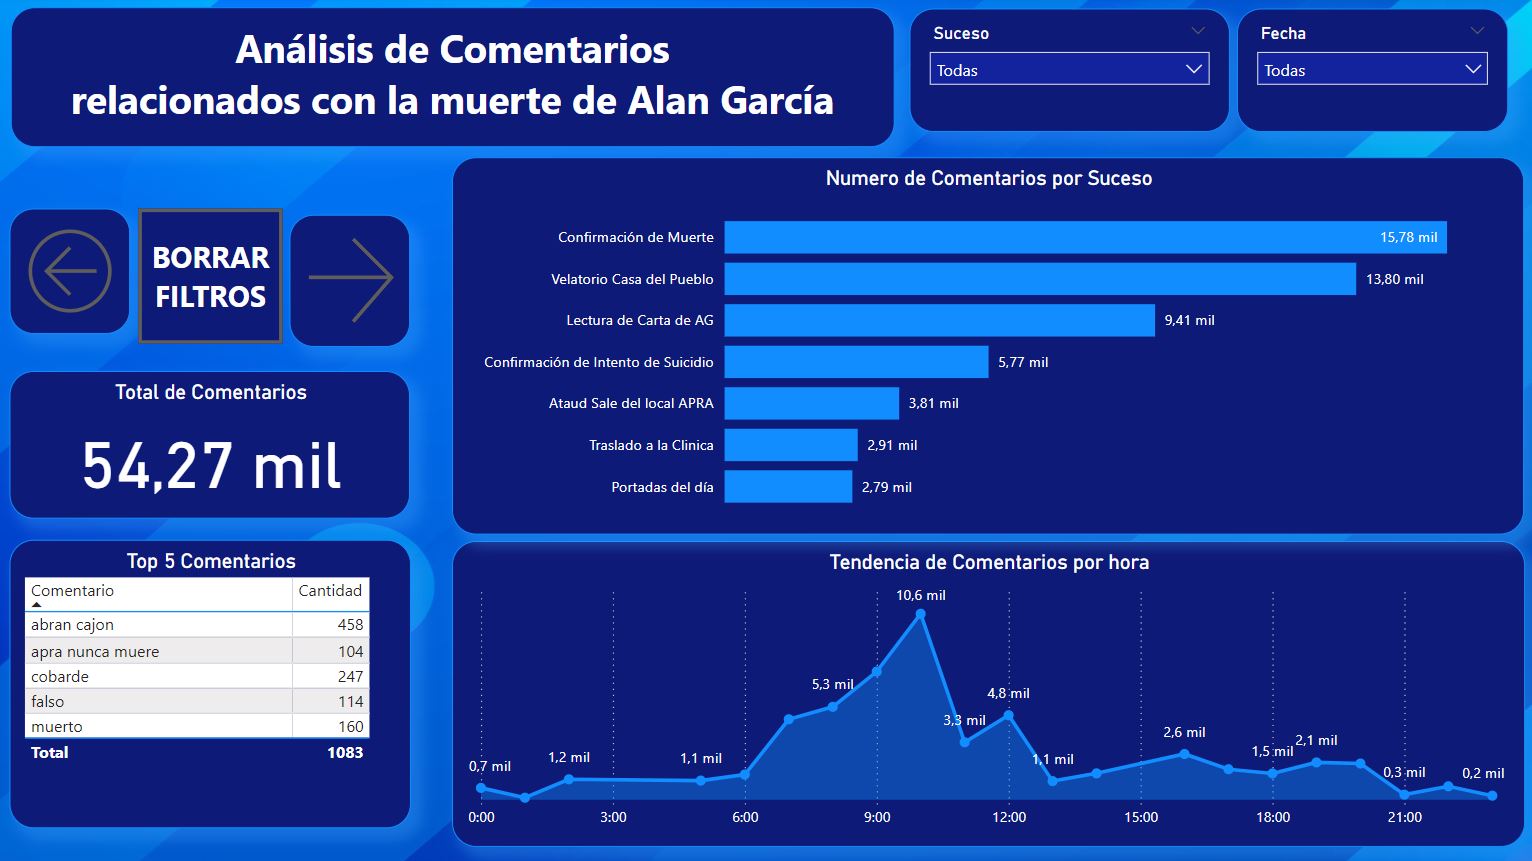 Análisis de Comentarios
relacionados con la muerte de Alan García
Suceso
Todas
Fecha
Todas
BORRAR
FILTROS
Total de Comentarios
54,27 mil
Top 5 Comentarios
Comentario Cantidad
abran cajon 458
apra nunca muere 104
cobarde 247
falso 114
muerto 160
Total 1083
Numero de Comentarios por Suceso
Confirmación de Muerte 15,78 mil
Velatorio Casa del Pueblo 13,80 mil
Lectura de Carta de AG 9,41 mil
Confirmación de Intento de Suicidio 5,77 mil
Ataud Sale del local APRA 3,81 mil
Traslado a la Clinica 2,91 mil
Portadas del día 2,79 mil
Tendencia de Comentarios por hora
0,7 mil
1,2 mil
1,1 mil
5,3 mil
10,6 mil
3,3 mil
4,8 mil
1,1 mil
2,6 mil
1,5 mil
2,1 mil
0,3 mil
0,2 mil
0:00 3:00 6:00 9:00 12:00 15:00 18:00 21:00